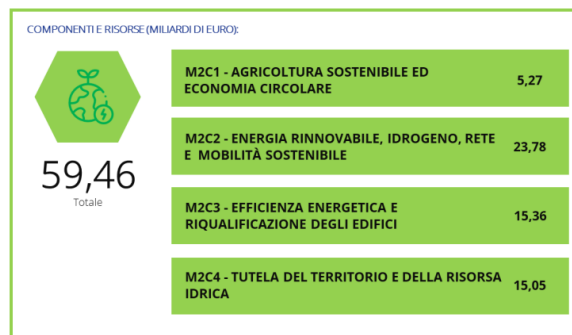 COMPONENTI E RISORSE (MILIARDI DI EURO):
59,46
Totale
M2C1 - AGRICOLTURA SOSTENIBILE ED
ECONOMIA CIRCOLARE
5,27
M2C2 - ENERGIA RINNOVABILE, IDROGENO, RETE
E MOBILITÀ SOSTENIBILE
23,78
M2C3 - EFFICIENZA ENERGETICA E
RIQUALIFICAZIONE DEGLI EDIFICI
15,36
M2C4 - TUTELA DEL TERRITORIO E DELLA RISORSA
IDRICA
15,05